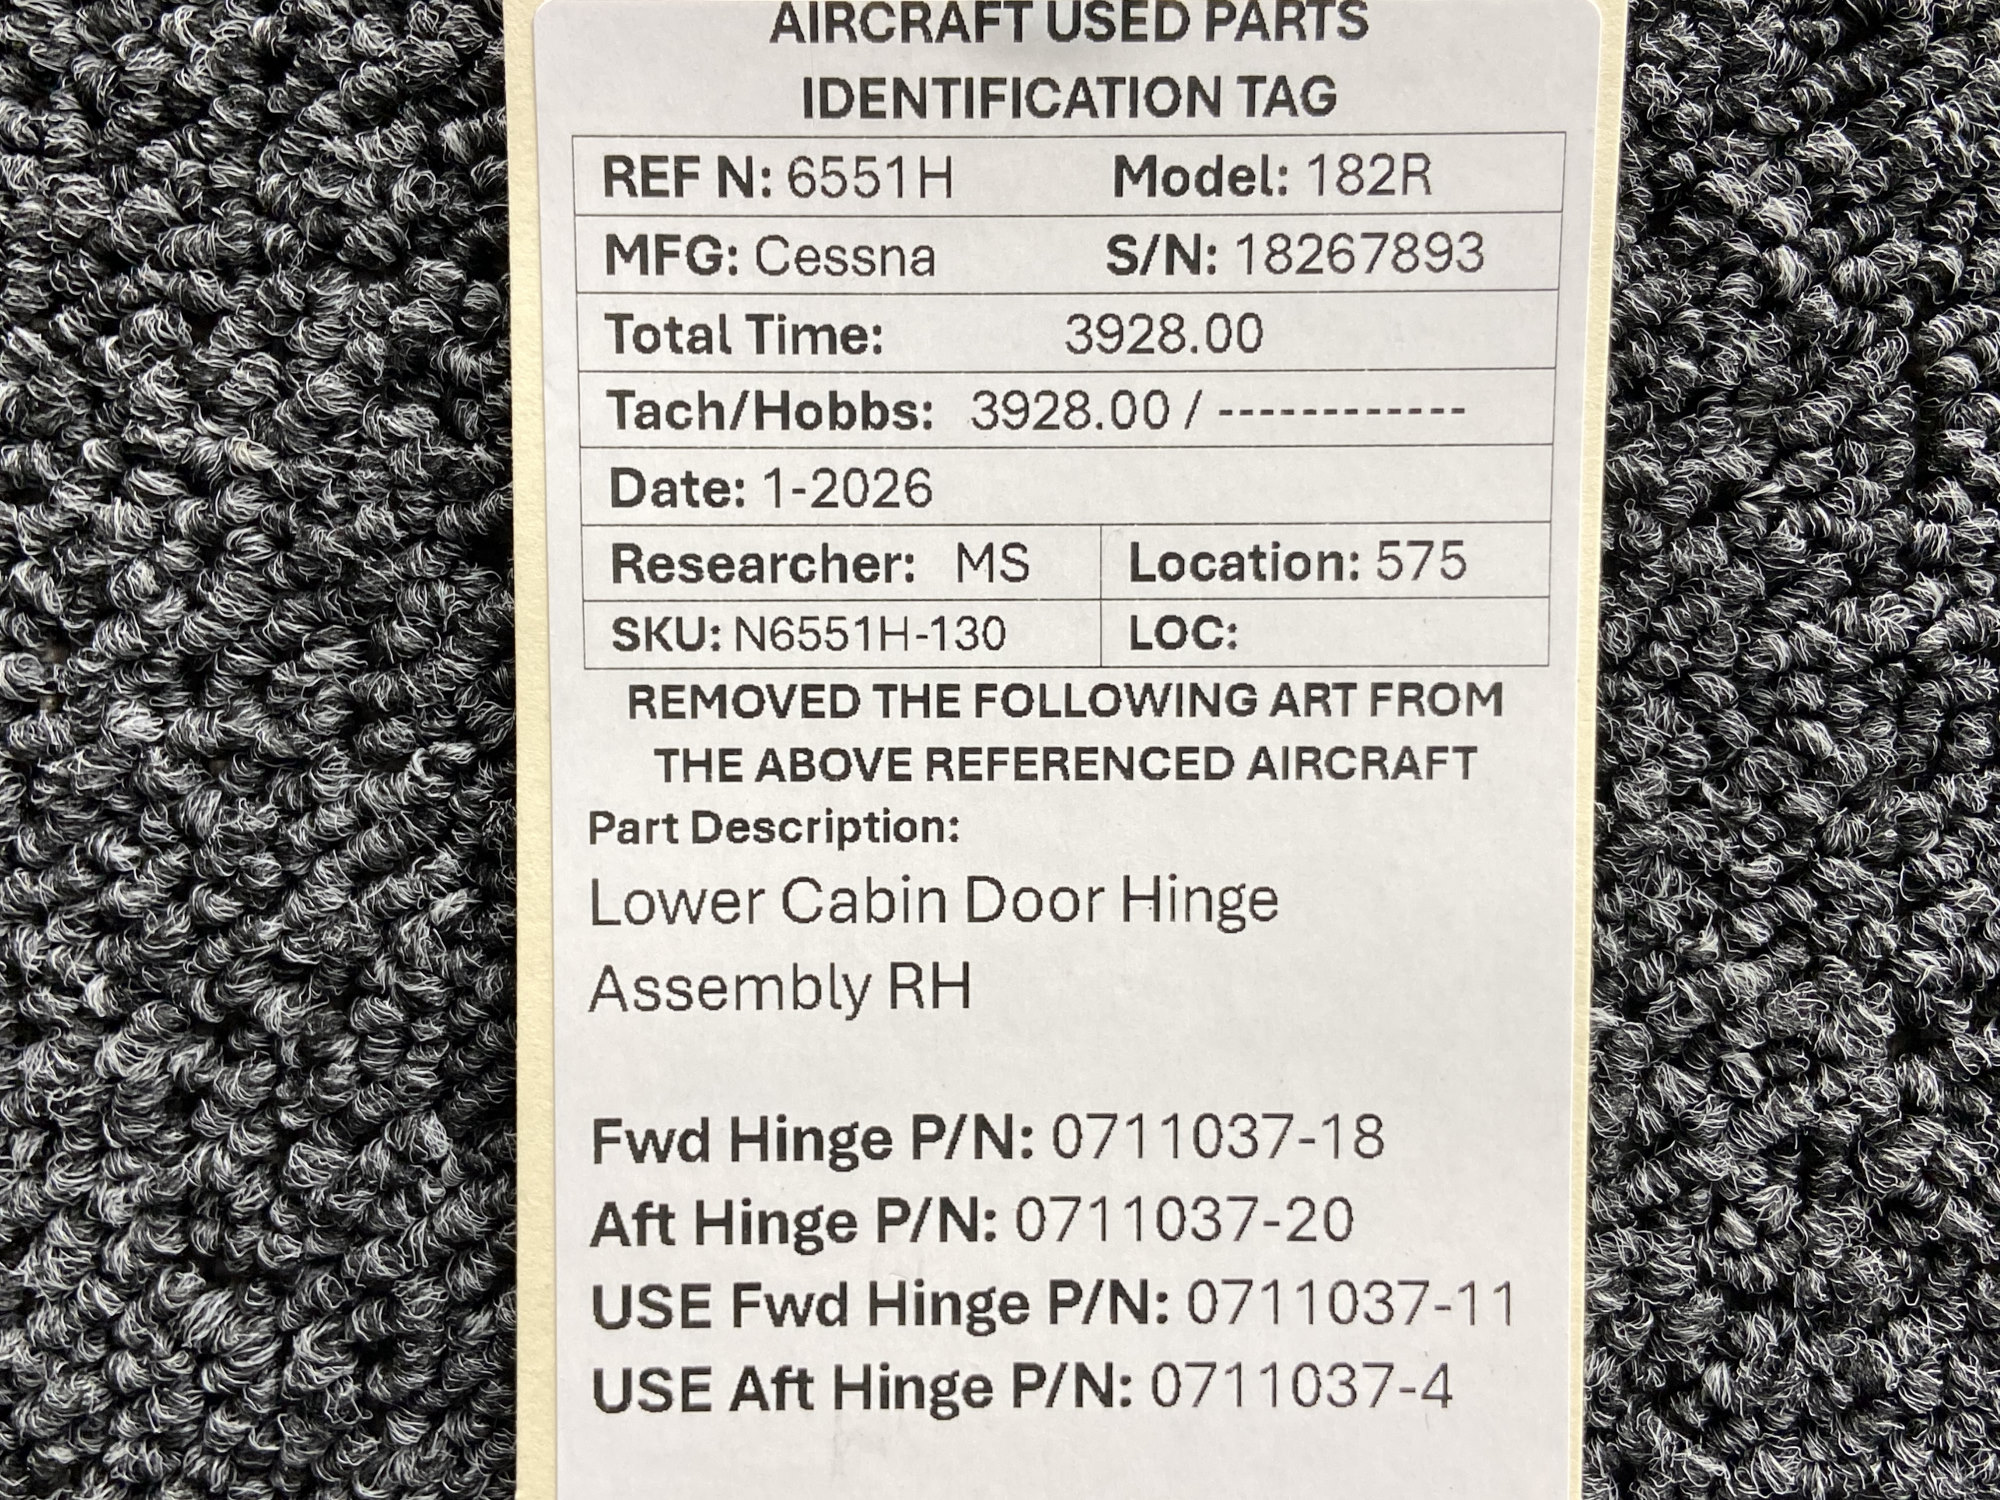 AIRCRAFT USED PARTS
IDENTIFICATION TAG
REF N: 6551H Model: 182R
MFG: Cessna S/N: 18267893
Total Time: 3928.00
Tach/Hobbs: 3928.00 / ------------
Date: 1-2026
Researcher: MS Location: 575
SKU: N6551H-130 LOC:
REMOVED THE FOLLOWING ART FROM
THE ABOVE REFERENCED AIRCRAFT
Part Description:
Lower Cabin Door Hinge
Assembly RH
Fwd Hinge P/N: 0711037-18
Aft Hinge P/N: 0711037-20
USE Fwd Hinge P/N: 0711037-11
USE Aft Hinge P/N: 0711037-4